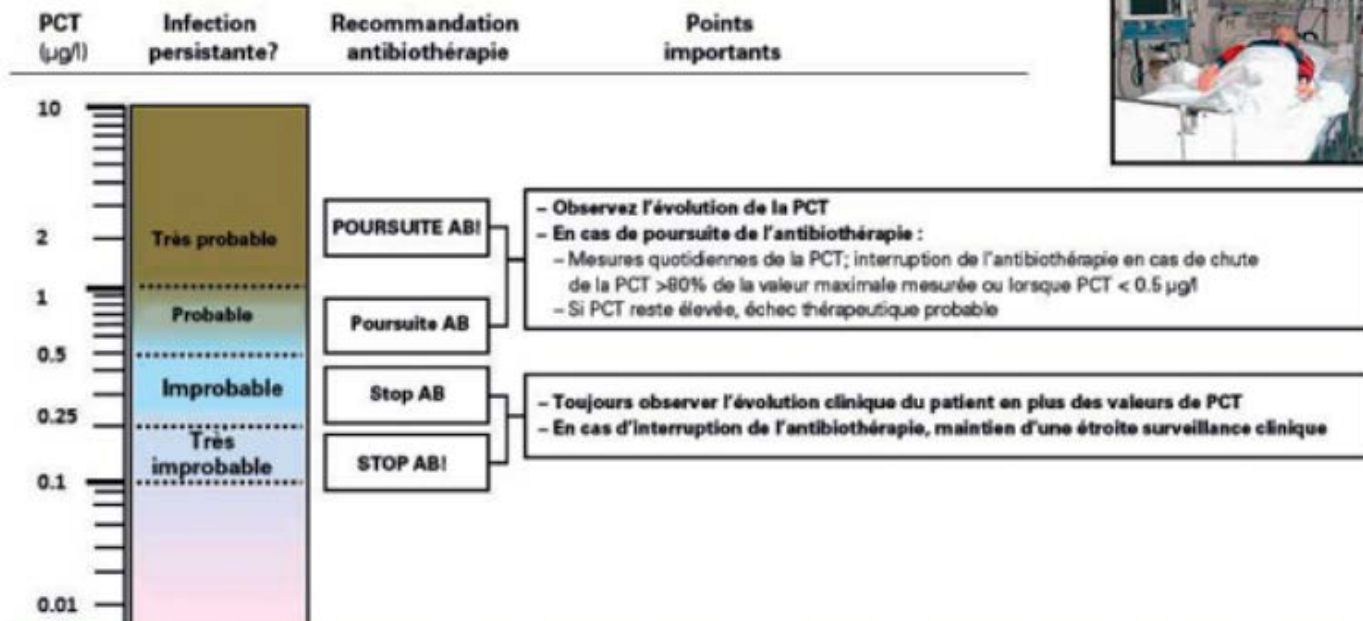 PCT
(µg/l)
Infection
persistante?
Recommandation
antibiothérapie
Points
importants
10
2
1
0.5
0.25
0.1
0.01
Très probable
Probable
Improbable
Très
improbable
POURSUITE AB!
Poursuite AB
Stop AB
STOP AB!
– Observez l'évolution de la PCT
– En cas de poursuite de l'antibiothérapie :
– Mesures quotidiennes de la PCT; interruption de l'antibiothérapie en cas de chute
de la PCT >80% de la valeur maximale mesurée ou lorsque PCT < 0.5 µg/l
– Si PCT reste élevée, échec thérapeutique probable
– Toujours observer l'évolution clinique du patient en plus des valeurs de PCT
– En cas d'interruption de l'antibiothérapie, maintien d'une étroite surveillance clinique